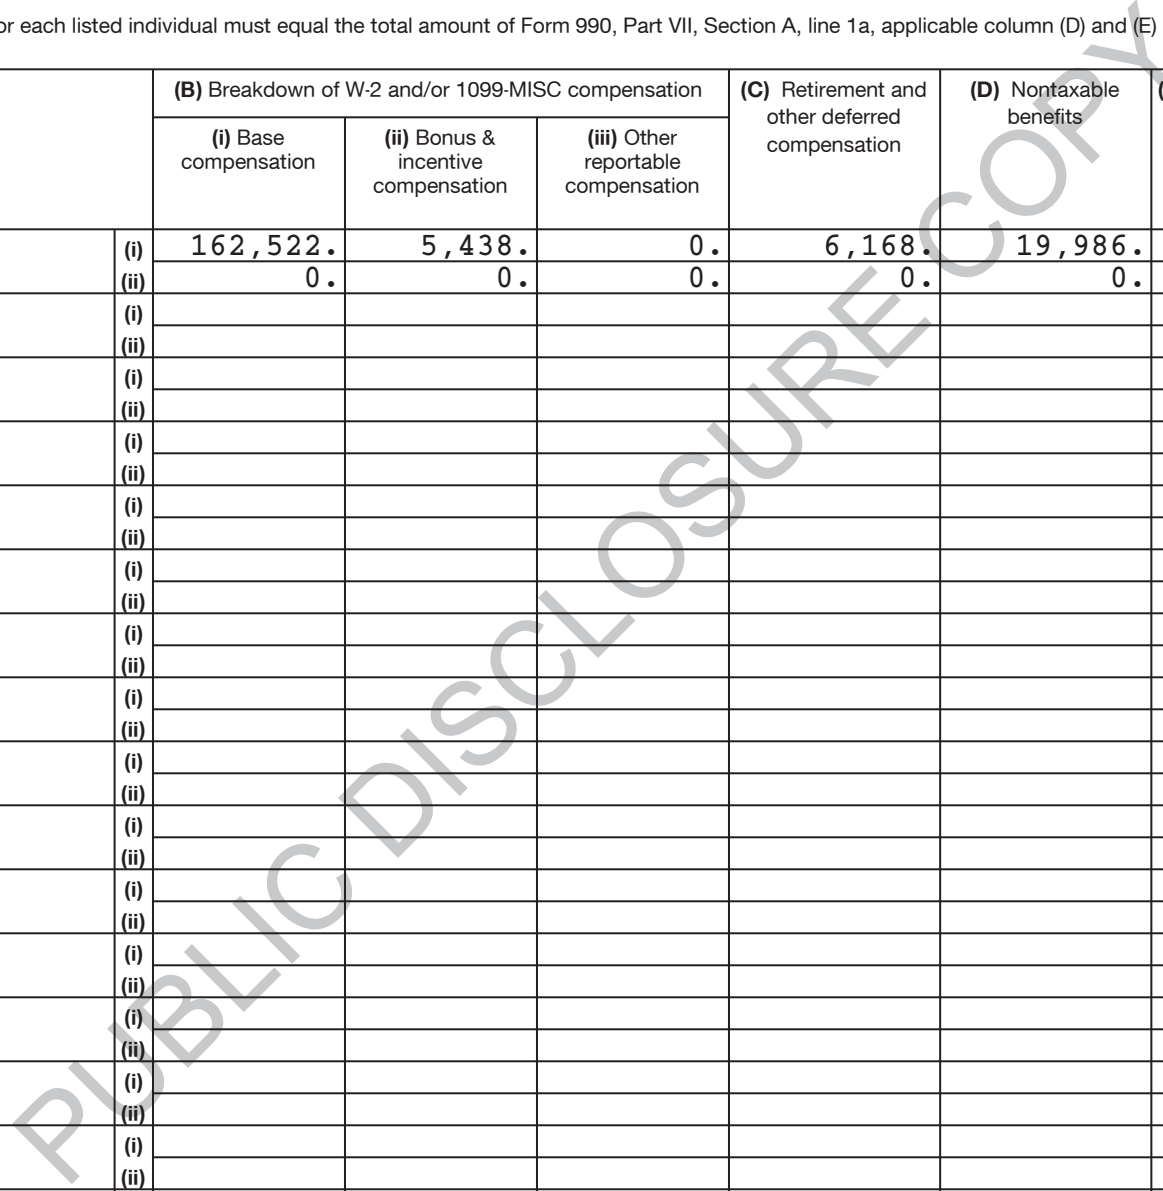 or each listed individual must equal the total amount of Form 990, Part VII, Section A, line 1a, applicable column (D) and (E)
(B) Breakdown of W-2 and/or 1099-MISC compensation
(C) Retirement and
other deferred
compensation
(D) Nontaxable
benefits
(
(i) Base
compensation
(ii) Bonus &
incentive
compensation
(iii) Other
reportable
compensation
(i) 162,522. 5,438. 0. 6,168. 19,986.
(ii) 0. 0. 0. 0. 0.
(i)
(ii)
(i)
(ii)
(i)
(ii)
(i)
(ii)
(i)
(ii)
(i)
(ii)
(i)
(ii)
(i)
(ii)
(i)
(ii)
(i)
(ii)
(i)
(ii)
(i)
(ii)
(i)
(ii)
(i)
(ii)
PUBLIC DISCLOSURE COPY